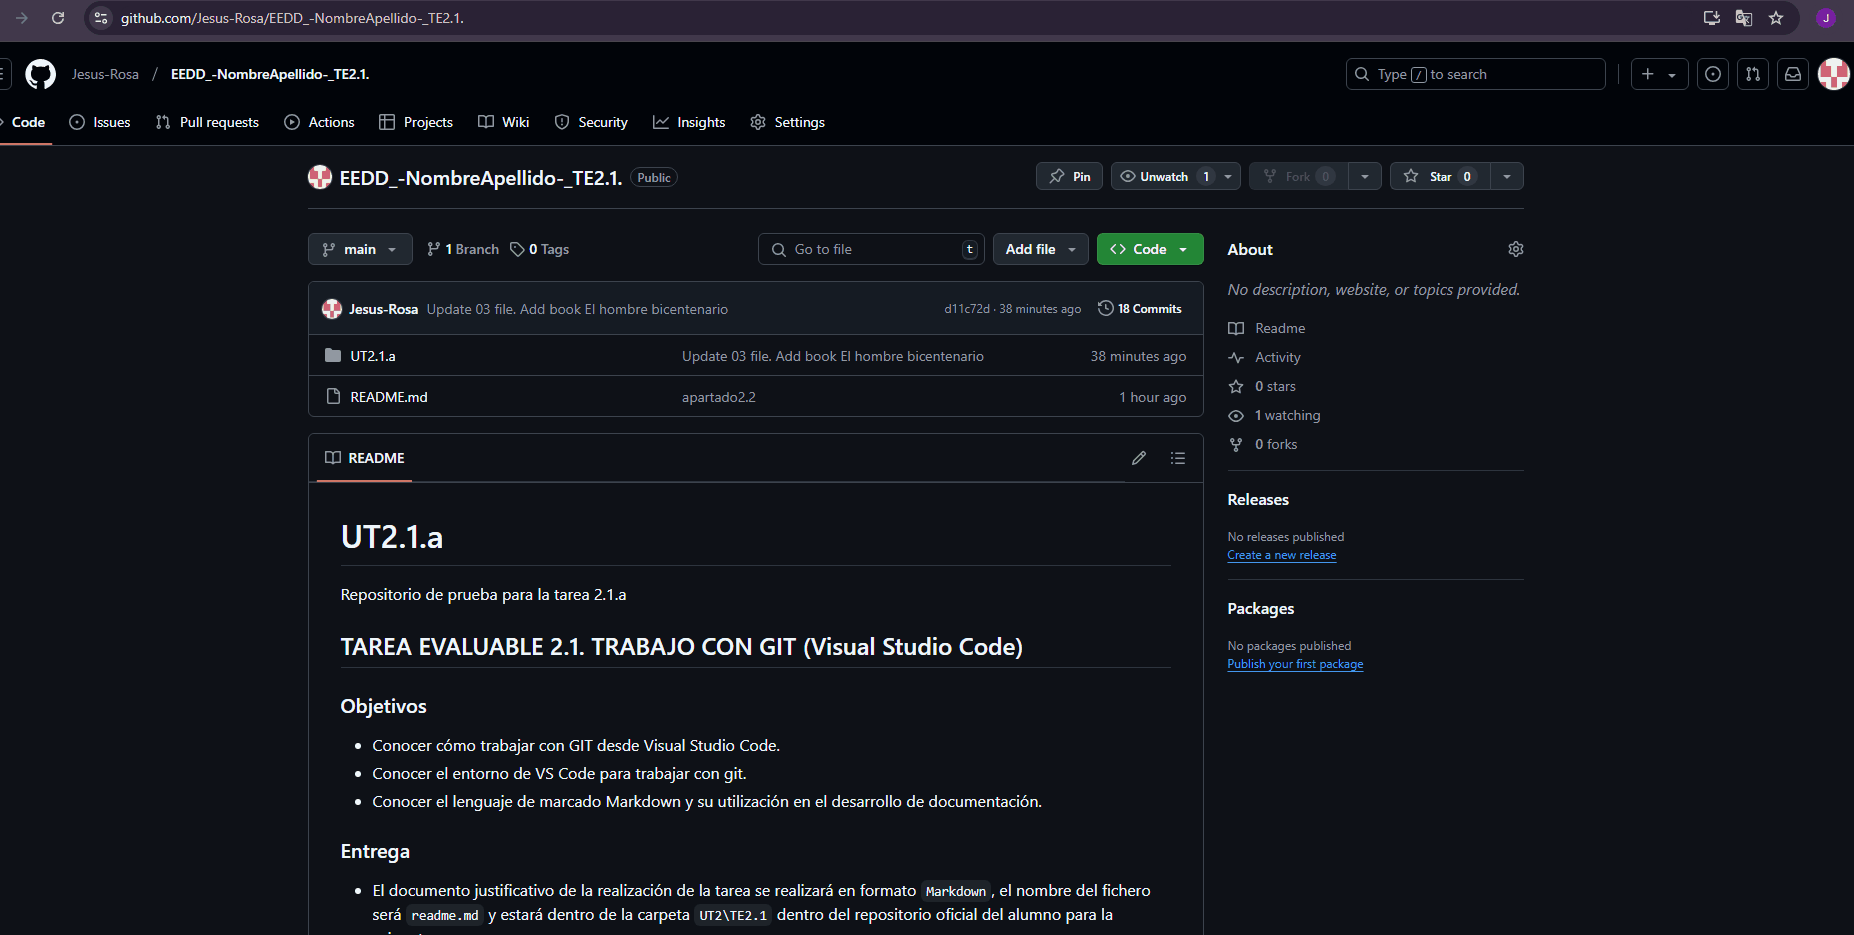 github.com/Jesus-Rosa/EEDD_-NombreApellido-_TE2.1.
J
Jesus-Rosa / EEDD_-NombreApellido-_TE2.1.
Type / to search
Code Issues Pull requests Actions Projects Wiki Security Insights Settings
EEDD_-NombreApellido-_TE2.1. Public
Pin Unwatch 1 Fork 0 Star 0
main 1 Branch 0 Tags Go to file t Add file <> Code
Jesus-Rosa Update 03 file. Add book El hombre bicentenario d11c72d · 38 minutes ago 18 Commits
UT2.1.a Update 03 file. Add book El hombre bicentenario 38 minutes ago
README.md apartado2.2 1 hour ago
README
UT2.1.a
Repositorio de prueba para la tarea 2.1.a
TAREA EVALUABLE 2.1. TRABAJO CON GIT (Visual Studio Code)
Objetivos
• Conocer cómo trabajar con GIT desde Visual Studio Code.
• Conocer el entorno de VS Code para trabajar con git.
• Conocer el lenguaje de marcado Markdown y su utilización en el desarrollo de documentación.
Entrega
• El documento justificativo de la realización de la tarea se realizará en formato Markdown, el nombre del fichero
será readme.md y estará dentro de la carpeta UT2\TE2.1 dentro del repositorio oficial del alumno para la
About
No description, website, or topics provided.
Readme
Activity
0 stars
1 watching
0 forks
Releases
No releases published
Create a new release
Packages
No packages published
Publish your first package